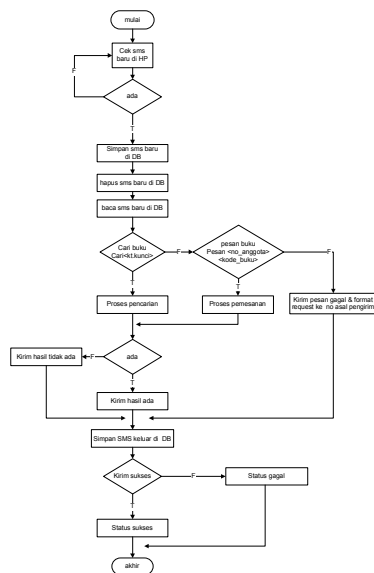 mulai
Cek sms
baru di HP
F
ada
T
Simpan sms baru
di DB
hapus sms baru di DB
baca sms baru di DB
Cari buku
Cari<kt.kunci>
F
pesan buku
Pesan <no_anggota>
<kode_buku>
F
T
T
Proses pencarian
Proses pemesanan
Kirim pesan gagal & format
request ke no asal pengirim
Kirim hasil tidak ada
F
ada
T
Kirim hasil ada
Simpan SMS keluar di DB
Kirim sukses
F
Status gagal
T
Status sukses
akhir